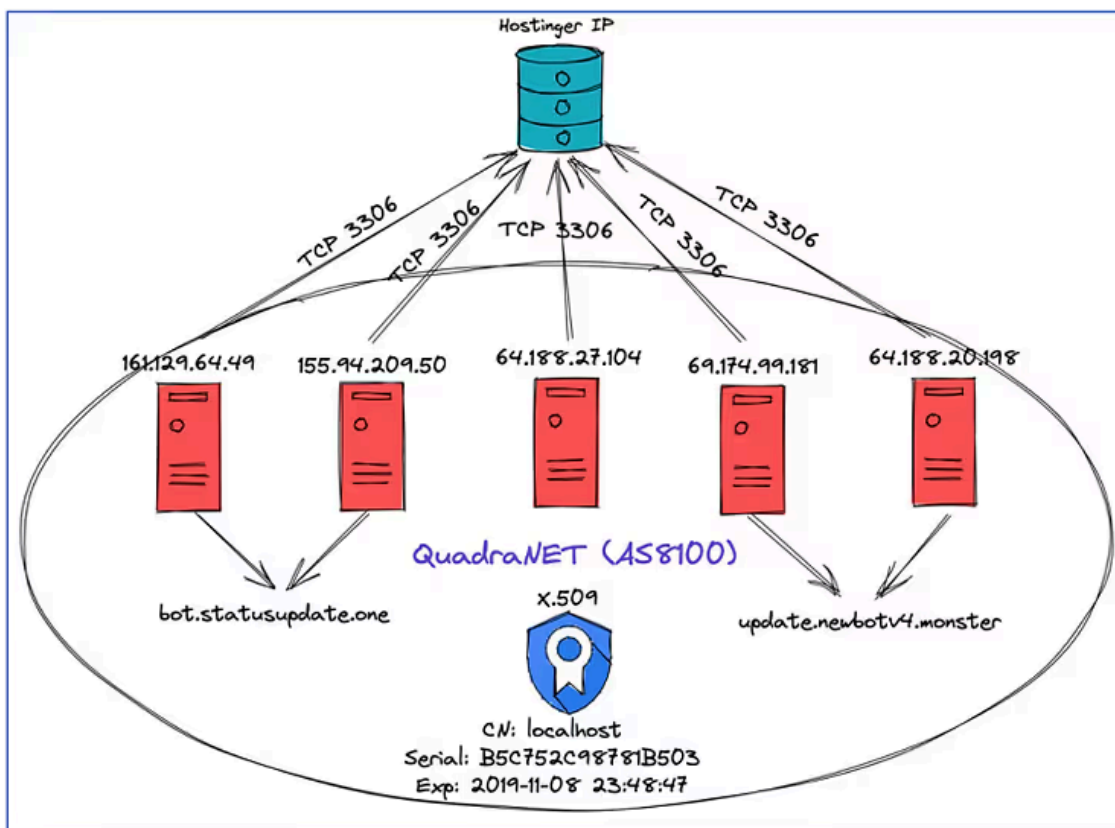 Hostinger IP
TCP 3306
TCP 3306
TCP 3306
TCP 3306
TCP 3306
161.129.64.49
155.94.209.50
64.188.27.104
69.174.99.181
64.188.20.198
QuadraNET (AS8100)
bot.statusupdate.one
X.509
update.newbotv4.monster
CN: localhost
Serial: B5C752C98781B503
Exp: 2019-11-08 23:48:47